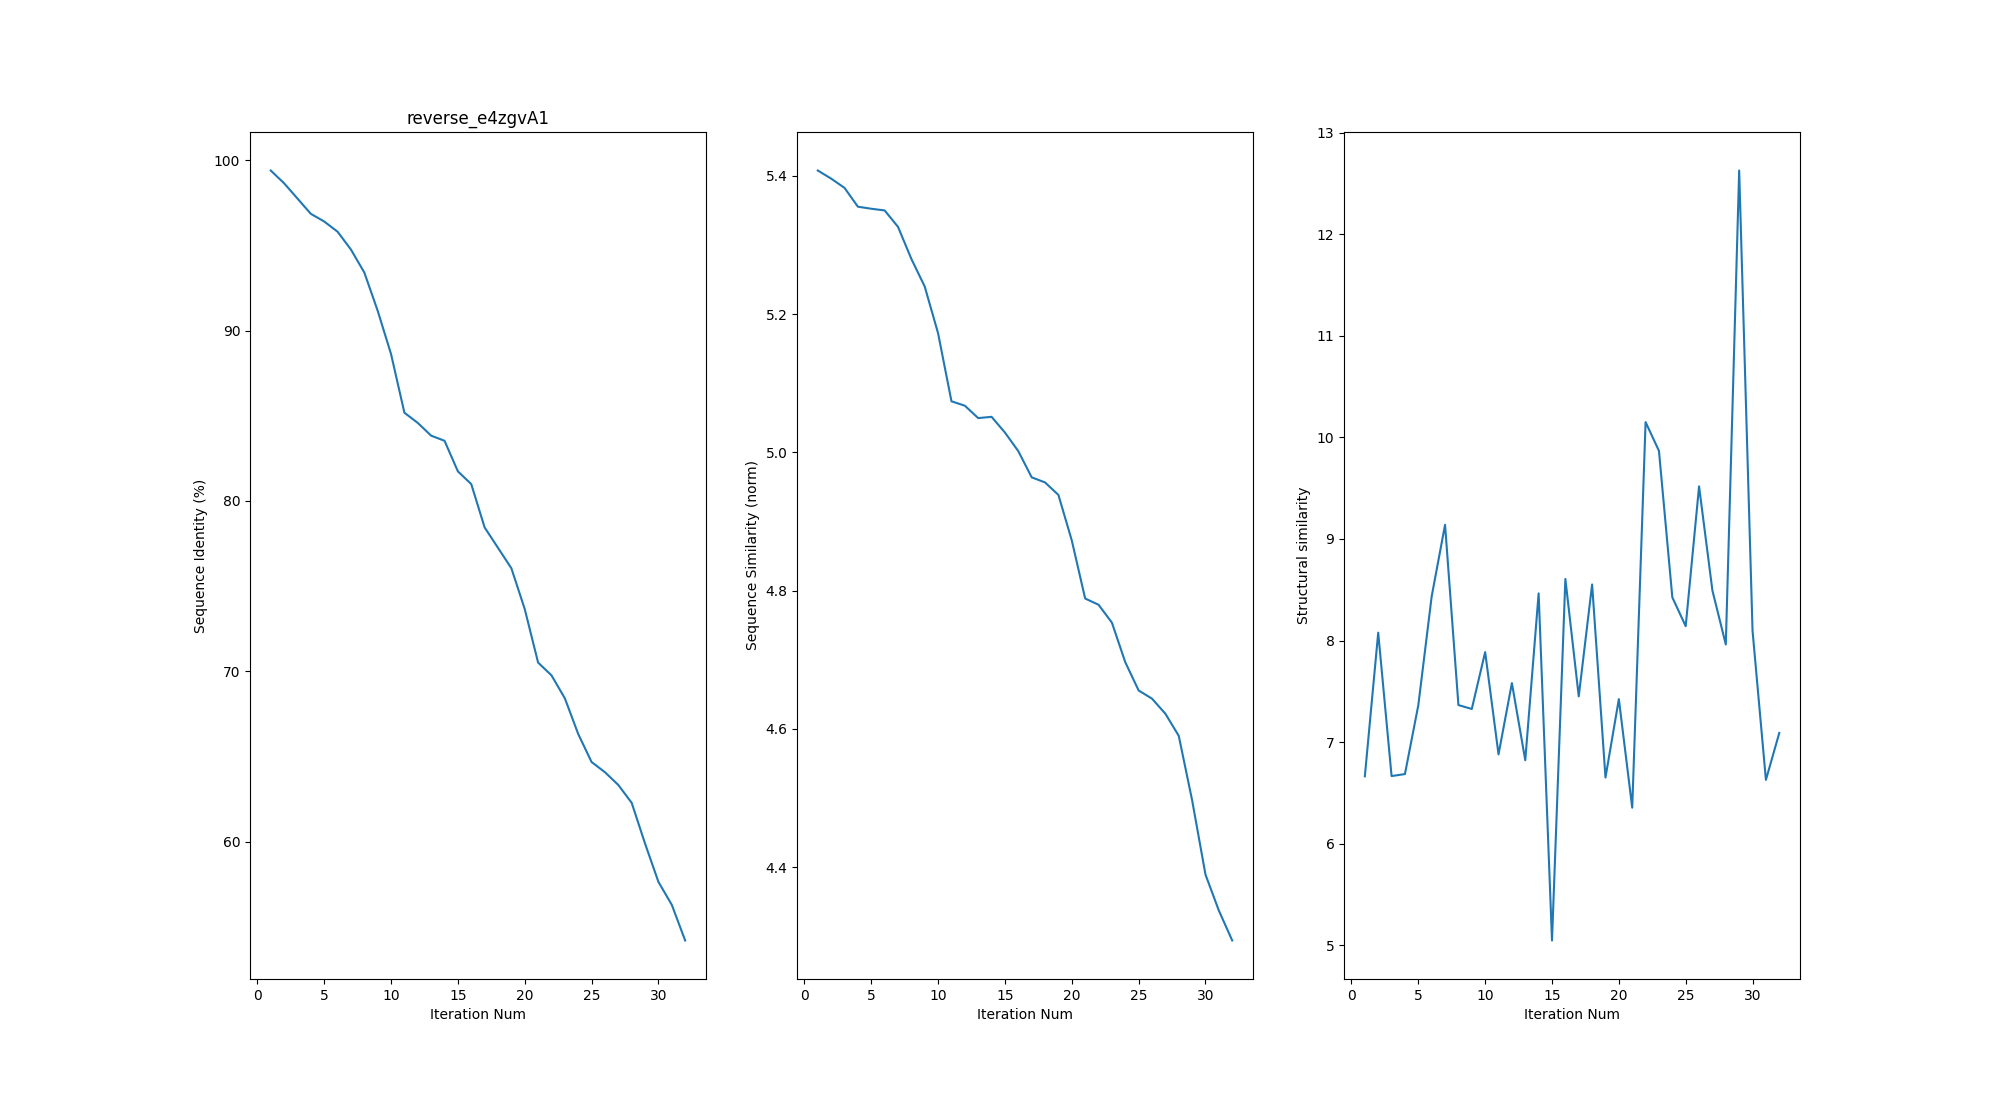 reverse_e4zgvA1
Sequence Identity (%)
100
90
80
70
60
0 5 10 15 20 25 30
Iteration Num
Sequence Similarity (norm)
5.4
5.2
5.0
4.8
4.6
4.4
0 5 10 15 20 25 30
Iteration Num
Structural similarity
13
12
11
10
9
8
7
6
5
0 5 10 15 20 25 30
Iteration Num